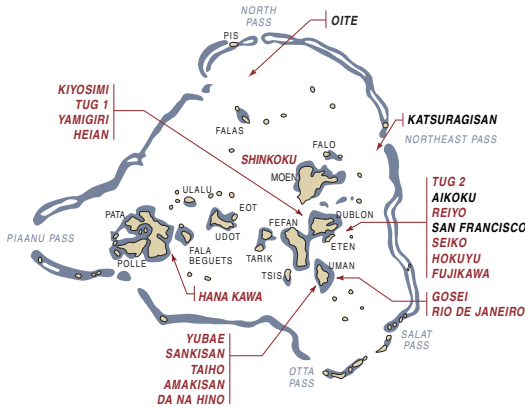 NORTH
PASS
OITE
PIS
KIYOSIMI
TUG 1
YAMIGIRI
HEIAN
FALAS
KATSURAGISAN
NORTHEAST PASS
FALO
SHINKOKU
MOEN
TUG 2
AIKOKU
REIYO
SAN FRANCISCO
SEIKO
HOKUYU
FUJIKAWA
ULALU
EOT
PATA
UDOT
FEFAN
DUBLON
ETEN
PIAANU PASS
POLLE
FALA
BEGUETS
TARIK
TSIS
UMAN
HANA KAWA
GOSEI
RIO DE JANEIRO
YUBAE
SANKISAN
TAIHO
AMAKISAN
DA NA HINO
SALAT
PASS
OTTA
PASS